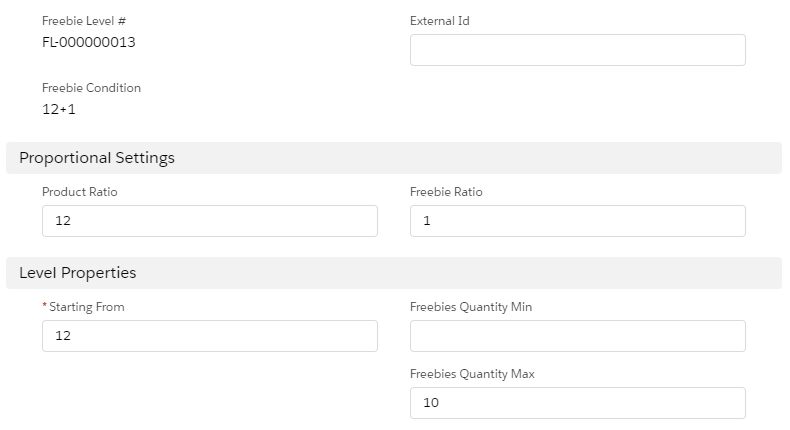 Freebie Level #
FL-000000013
External Id
Freebie Condition
12+1
Proportional Settings
Product Ratio
12
Freebie Ratio
1
Level Properties
* Starting From
12
Freebies Quantity Min
Freebies Quantity Max
10